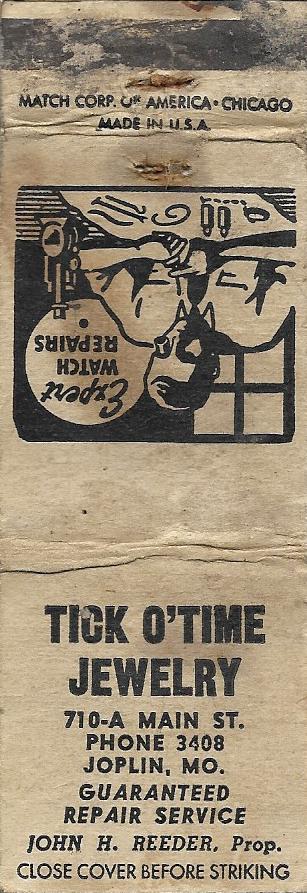 MATCH CORP. OF AMERICA • CHICAGO
MADE IN U.S.A.
Expert
WATCH
REPAIRS
TICK O'TIME
JEWELRY
710-A MAIN ST.
PHONE 3408
JOPLIN, MO.
GUARANTEED
REPAIR SERVICE
JOHN H. REEDER, Prop.
CLOSE COVER BEFORE STRIKING